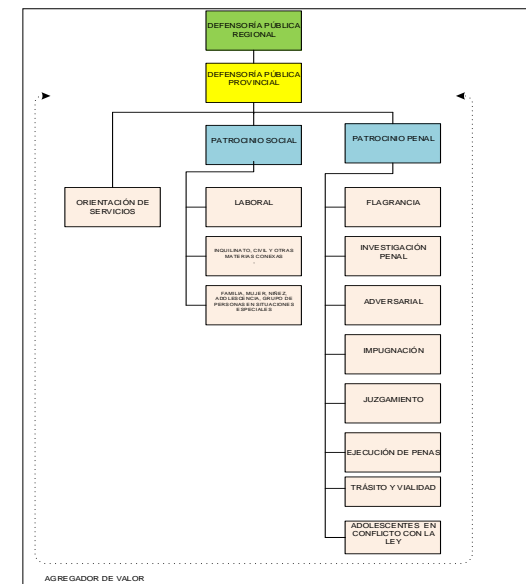 DEFENSORÍA PÚBLICA
REGIONAL
DEFENSORÍA PÚBLICA
PROVINCIAL
PATROCINIO SOCIAL
PATROCINIO PENAL
ORIENTACIÓN DE
SERVICIOS
LABORAL
INQUILINATO, CIVIL Y OTRAS
MATERIAS CONEXAS
.
FAMILIA, MUJER, NIÑEZ,
ADOLESCENCIA, GRUPO DE
PERSONAS EN SITUACIONES
ESPECIALES
FLAGRANCIA
INVESTIGACIÓN
PENAL
ADVERSARIAL
IMPUGNACIÓN
JUZGAMIENTO
EJECUCIÓN DE PENAS
TRÁSITO Y VIALIDAD
ADOLESCENTES EN
CONFLICTO CON LA
LEY
AGREGADOR DE VALOR